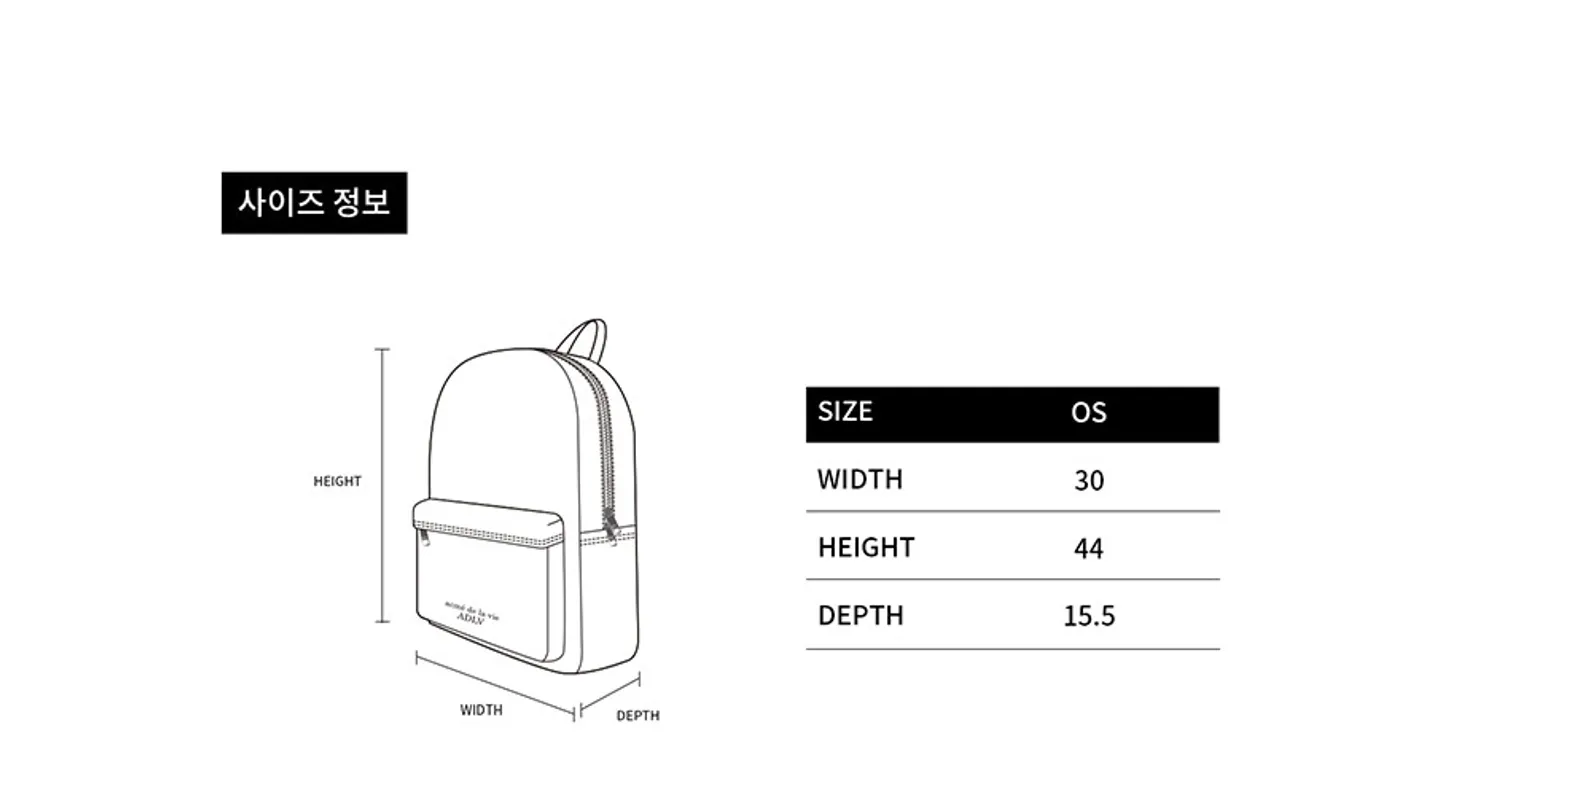 사이즈 정보
HEIGHT
acmé de la vie
ADLV
WIDTH
DEPTH
SIZE OS
WIDTH 30
HEIGHT 44
DEPTH 15.5